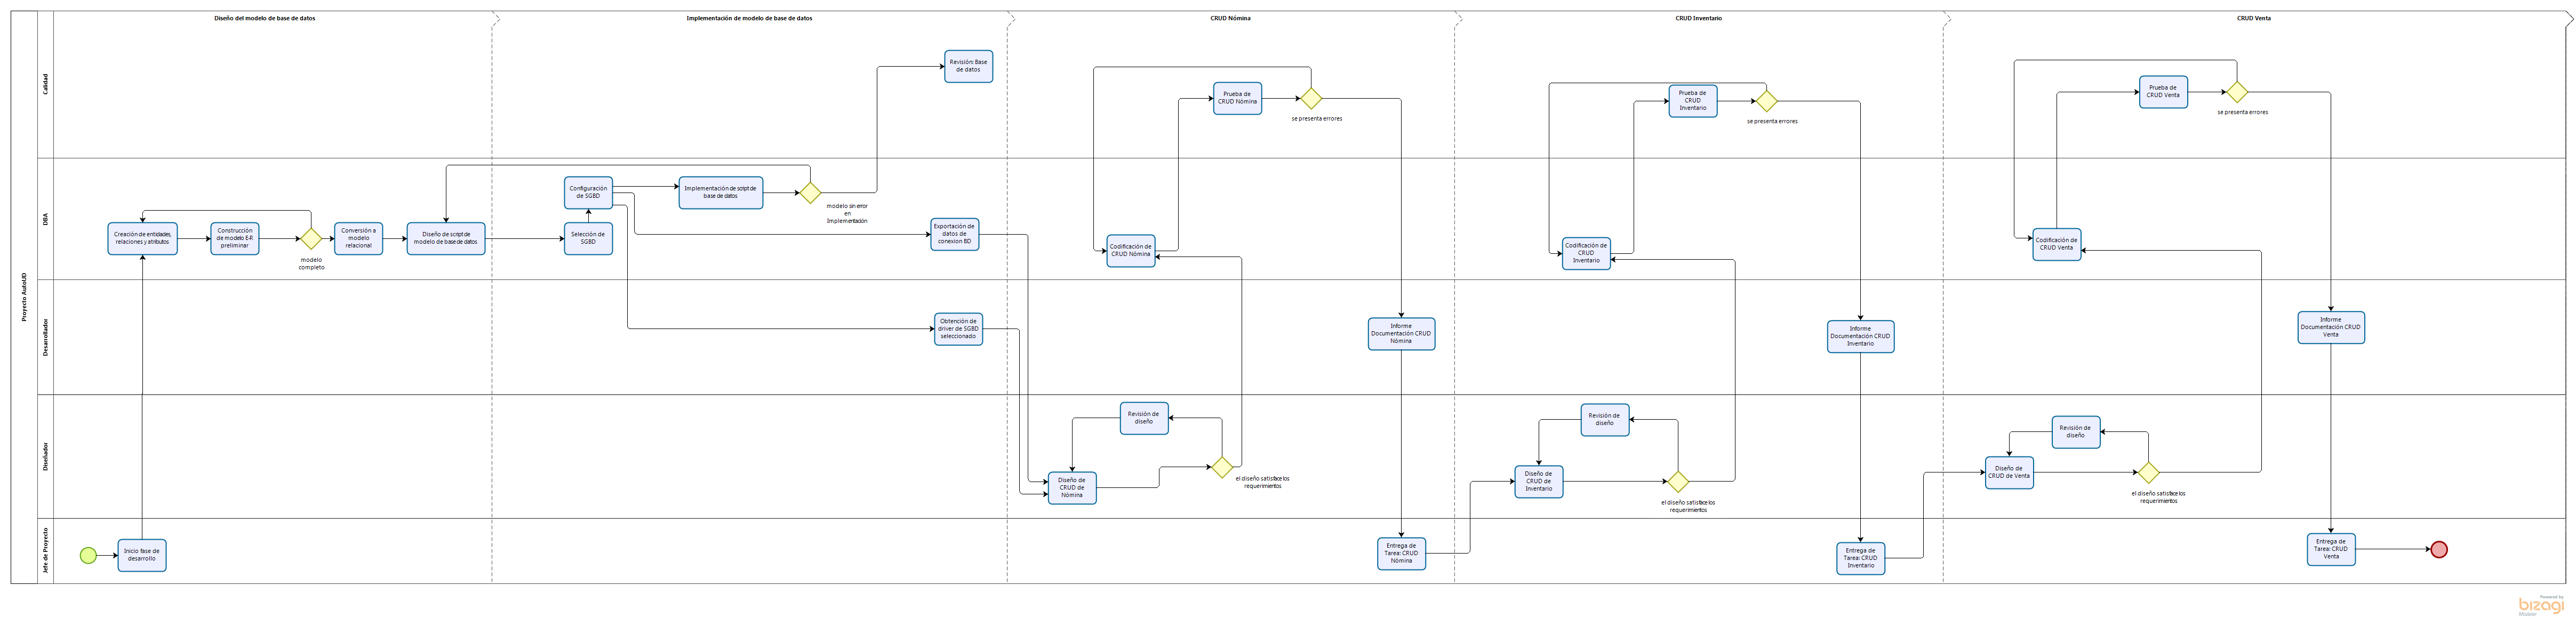 Diseño del modelo de base de datos
Implementación de modelo de base de datos
CRUD Nómina
CRUD Inventario
CRUD Venta
Proyecto AutoUD
Calidad
Revisión: Base
de datos
Prueba de
CRUD Nómina
se presenta errores
Prueba de
CRUD
Inventario
se presenta errores
Prueba de
CRUD Venta
se presenta errores
DBA
Creación de entidades,
relaciones y atributos
Construcción
de modelo E-R
preliminar
modelo
completo
Conversión a
modelo
relacional
Diseño de script de
modelo de base de datos
Configuración
de SGBD
Selección de
SGBD
Implementación de script de
base de datos
modelo sin error
en
Implementación
Exportación de
datos de
conexion BD
Codificación de
CRUD Nómina
Codificación de
CRUD
Inventario
Codificación de
CRUD Venta
Desarrollador
Obtención de
driver de SGBD
seleccionado
Informe
Documentación CRUD
Nómina
Informe
Documentación CRUD
Inventario
Informe
Documentación CRUD
Venta
Diseñador
Revisión de
diseño
Diseño de
CRUD de
Nómina
el diseño satisface los
requerimientos
Revisión de
diseño
Diseño de
CRUD de
Inventario
el diseño satisface los
requerimientos
Revisión de
diseño
Diseño de
CRUD de Venta
el diseño satisface los
requerimientos
Jefe de Proyecto
Inicio fase de
desarrollo
Entrega de
Tarea: CRUD
Nómina
Entrega de
Tarea: CRUD
Inventario
Entrega de
Tarea: CRUD
Venta
Powered by
bizagi
Modeler